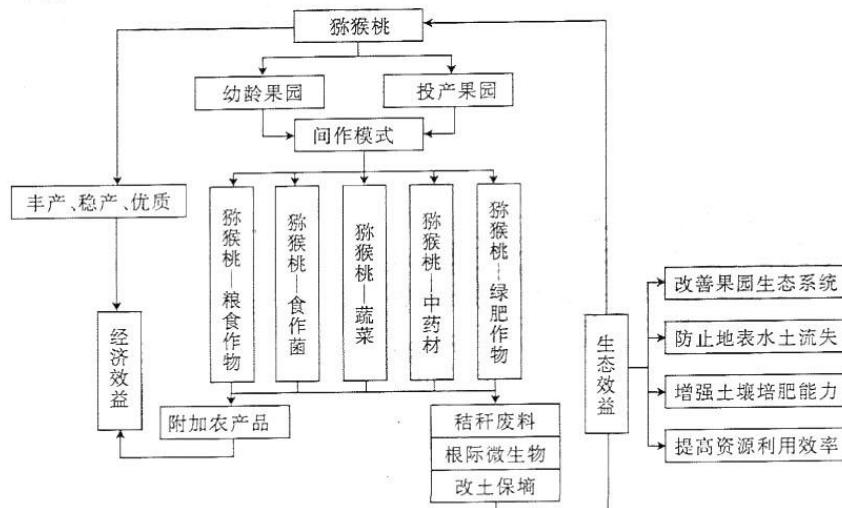 猕猴桃
幼龄果园
投产果园
间作模式
丰产、稳产、优质
猕猴桃—粮食作物
猕猴桃—食作菌
猕猴桃—蔬菜
猕猴桃—中药材
猕猴桃—绿肥作物
经济效益
附加农产品
秸秆废料
根际微生物
改土保墒
生态效益
改善果园生态系统
防止地表水土流失
增强土壤培肥能力
提高资源利用效率